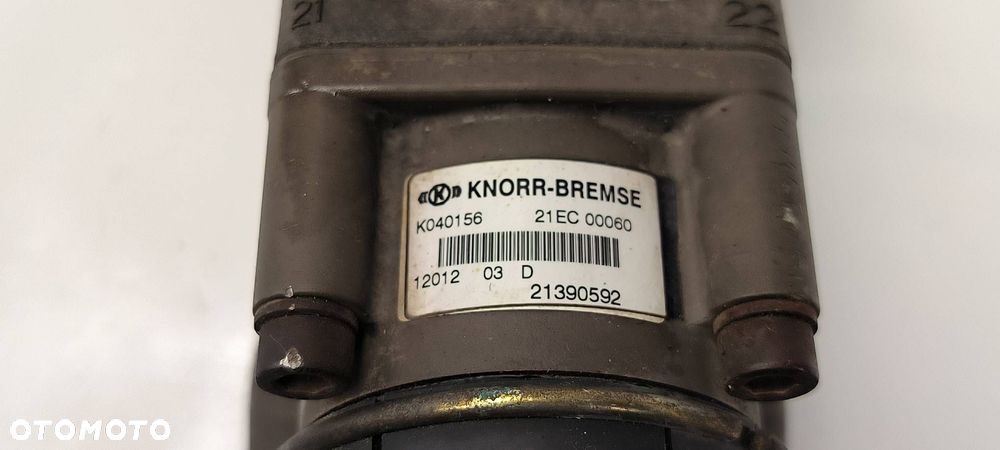 21 22
K KNORR-BREMSE
K040156 21EC 00060
12012 03 D
21390592
OTOMOTO